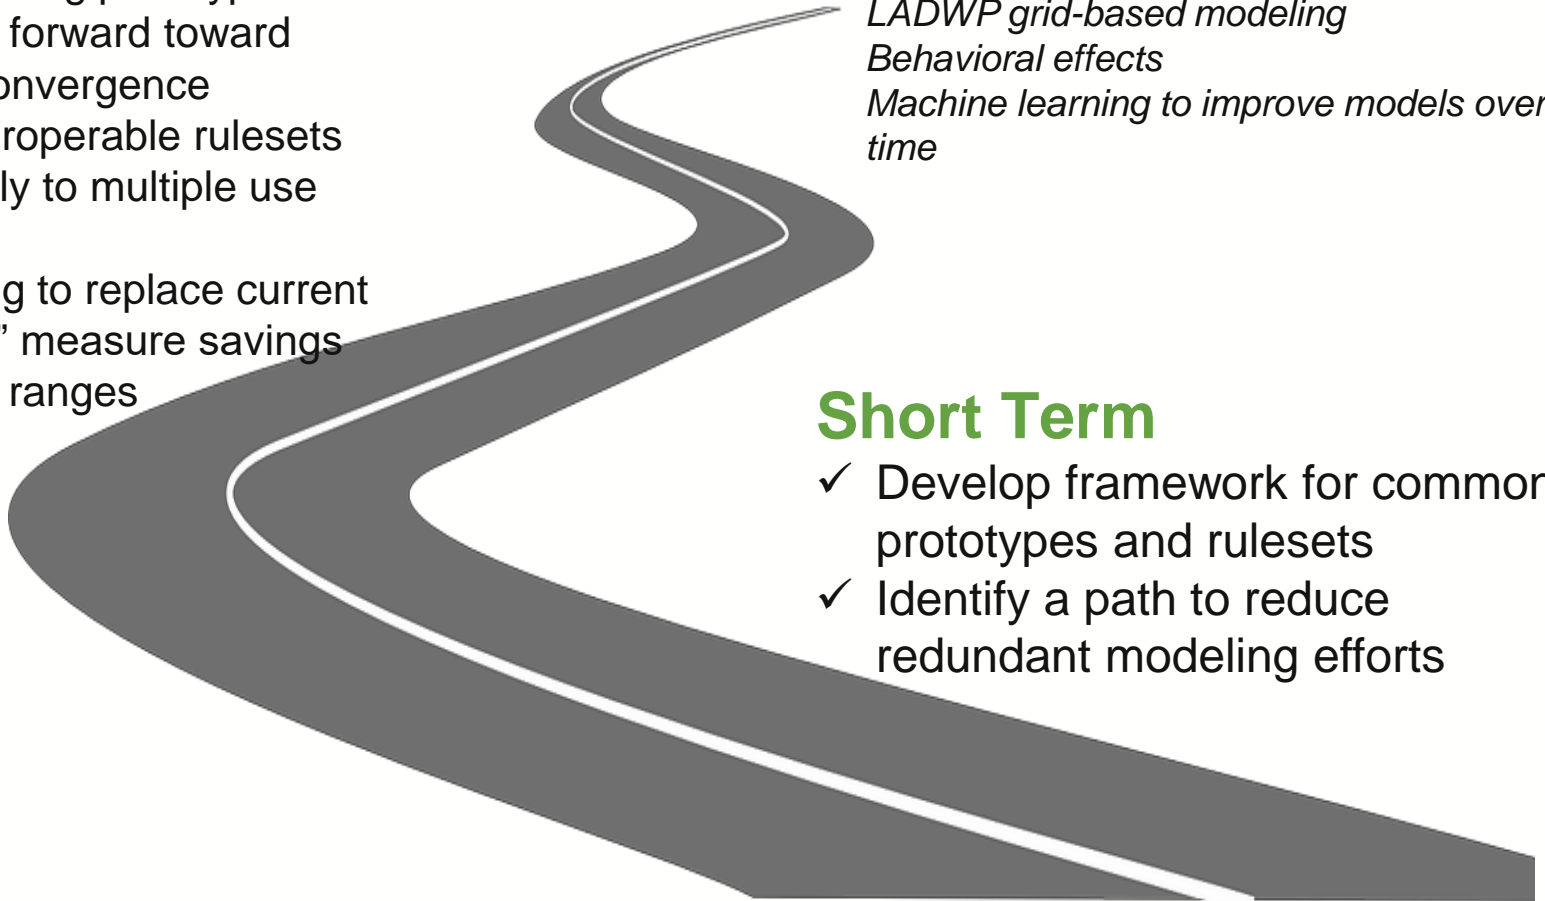 forward toward
roperable rulesets
ly to multiple use
g to replace current
” measure savings
ranges
LADWP grid-based modeling
Behavioral effects
Machine learning to improve models over
time
Short Term
✓ Develop framework for common
prototypes and rulesets
✓ Identify a path to reduce
redundant modeling efforts